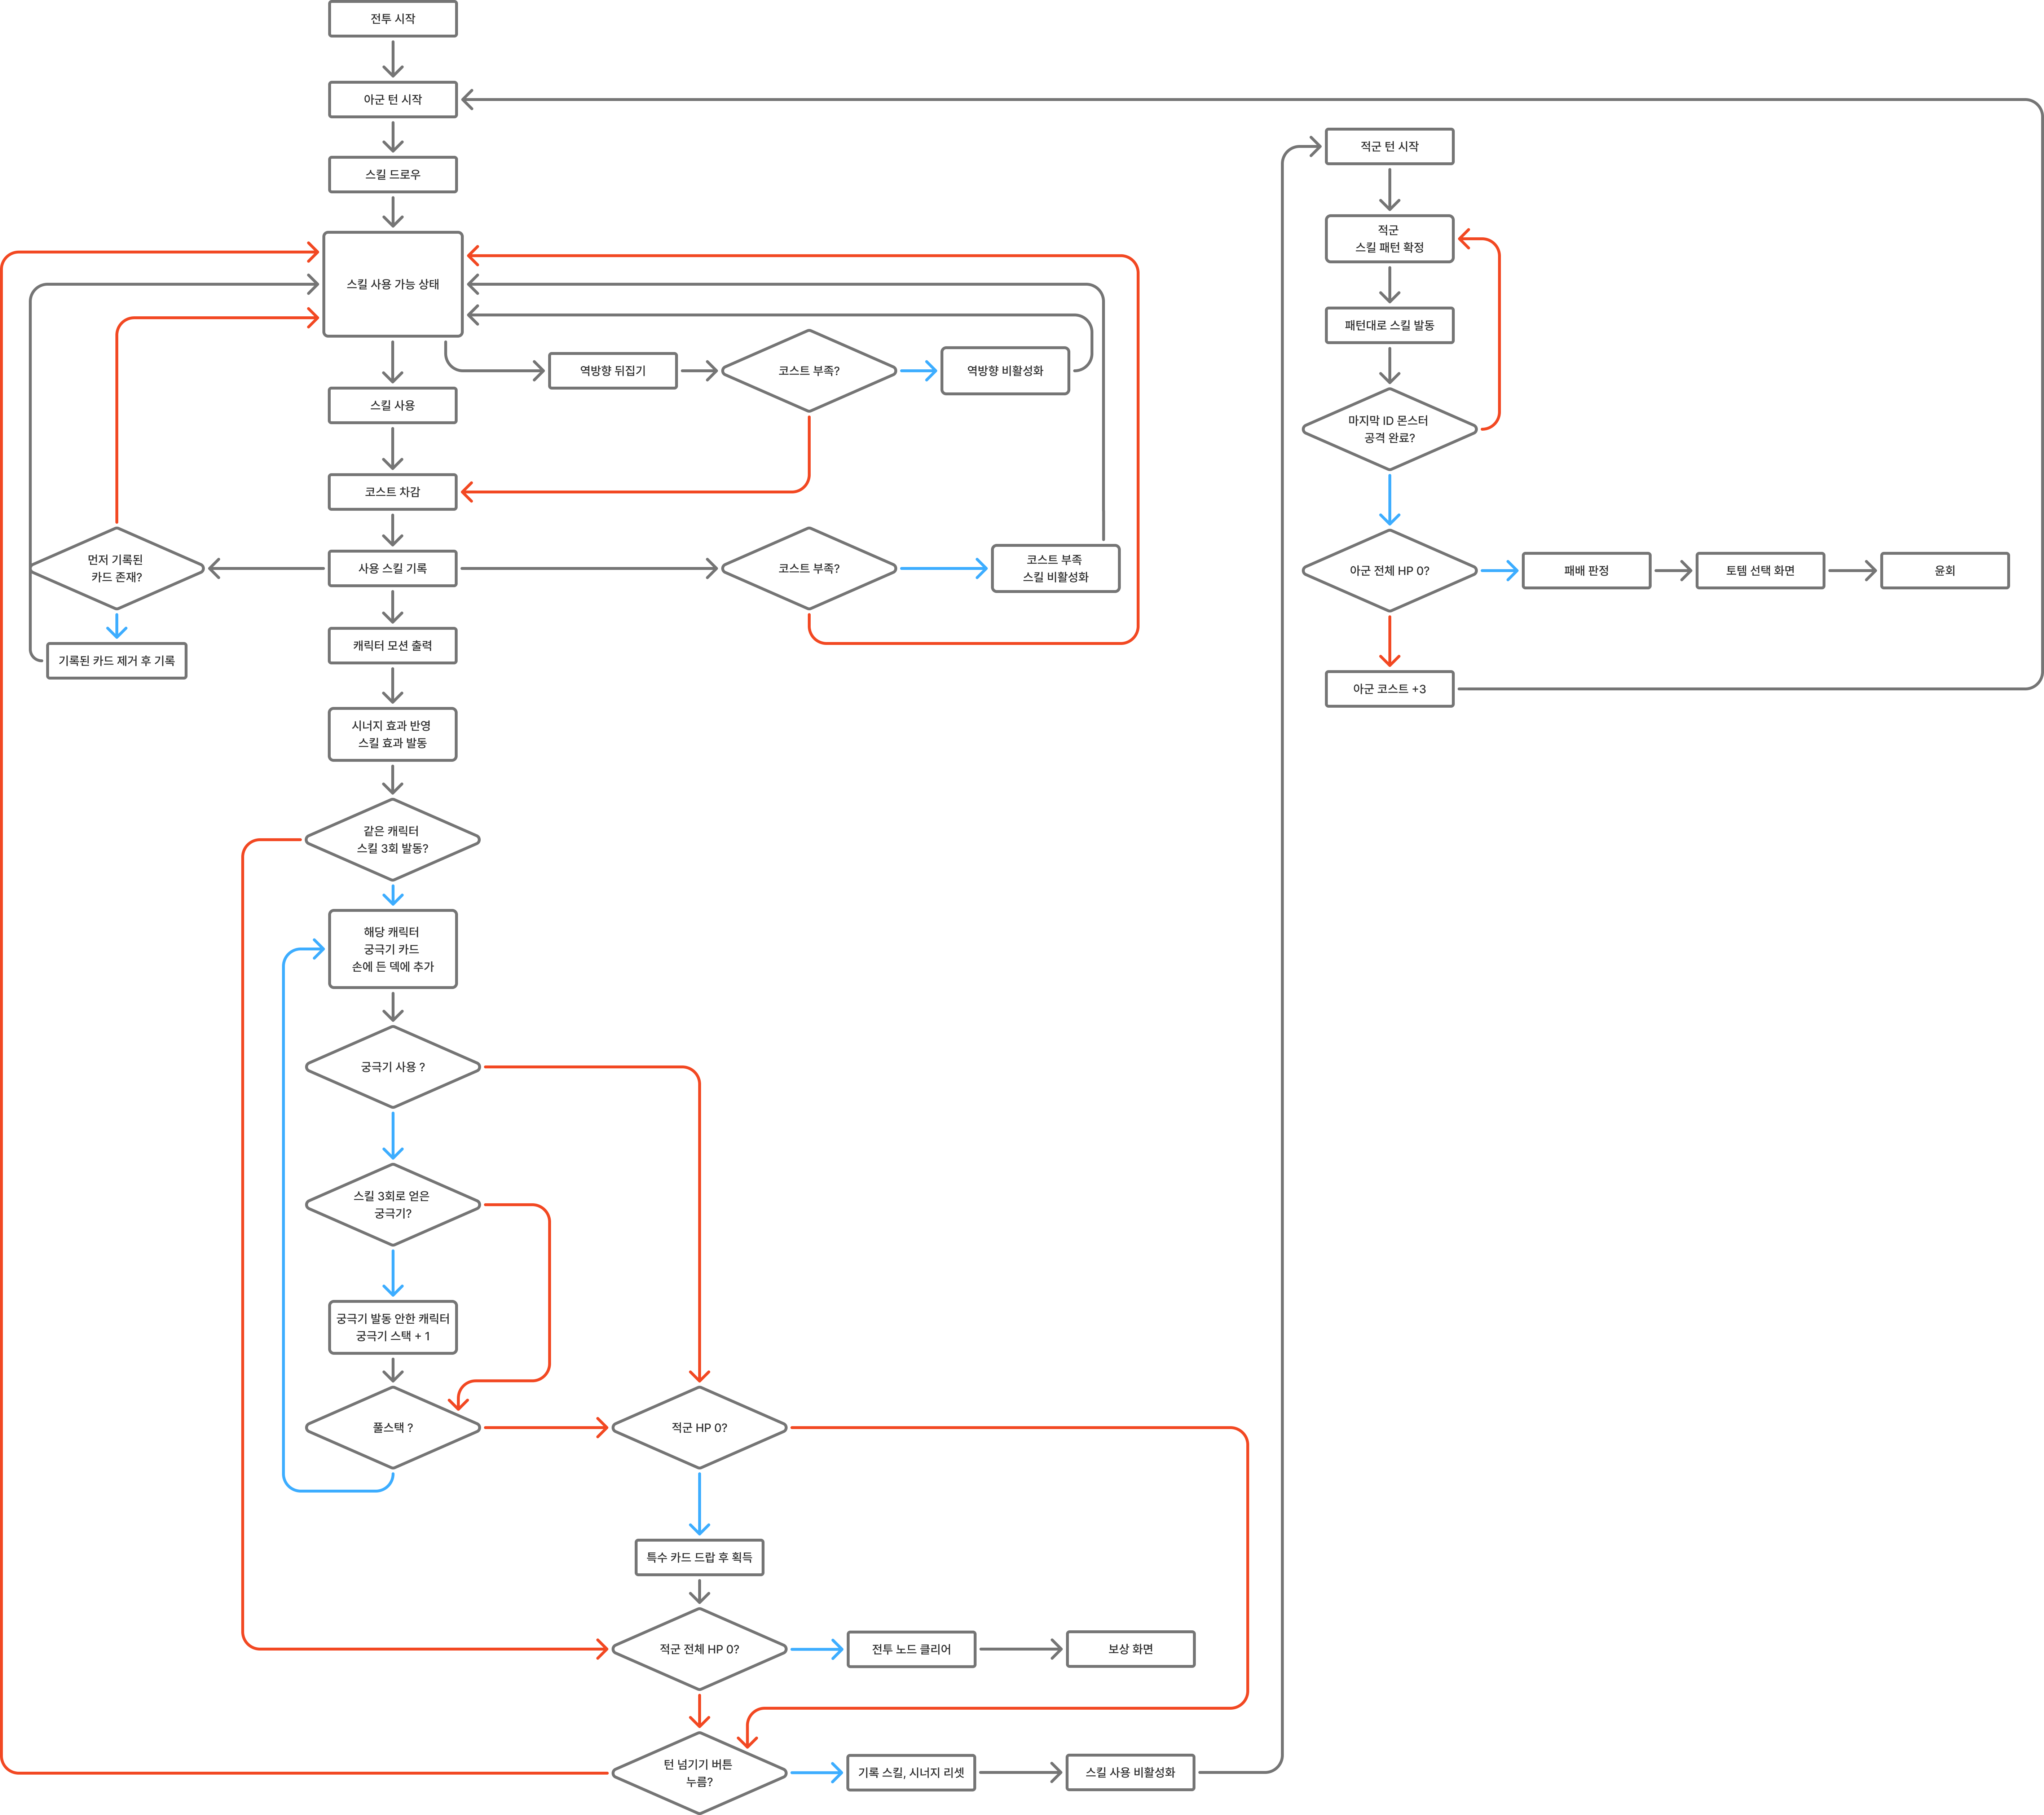 전투 시작
아군 턴 시작
스킬 드로우
스킬 사용 가능 상태
역방향 뒤집기
코스트 부족?
역방향 비활성화
스킬 사용
코스트 차감
사용 스킬 기록
먼저 기록된
카드 존재?
기록된 카드 제거 후 기록
코스트 부족?
코스트 부족
스킬 비활성화
캐릭터 모션 출력
시너지 효과 반영
스킬 효과 발동
같은 캐릭터
스킬 3회 발동?
해당 캐릭터
궁극기 카드
손에 든 덱에 추가
궁극기 사용 ?
스킬 3회로 얻은
궁극기?
궁극기 발동 안한 캐릭터
궁극기 스택 + 1
풀스택 ?
적군 HP 0?
특수 카드 드랍 후 획득
적군 전체 HP 0?
전투 노드 클리어
보상 화면
턴 넘기기 버튼
누름?
기록 스킬, 시너지 리셋
스킬 사용 비활성화
적군 턴 시작
적군
스킬 패턴 확정
패턴대로 스킬 발동
마지막 ID 몬스터
공격 완료?
아군 전체 HP 0?
패배 판정
토템 선택 화면
윤회
아군 코스트 +3